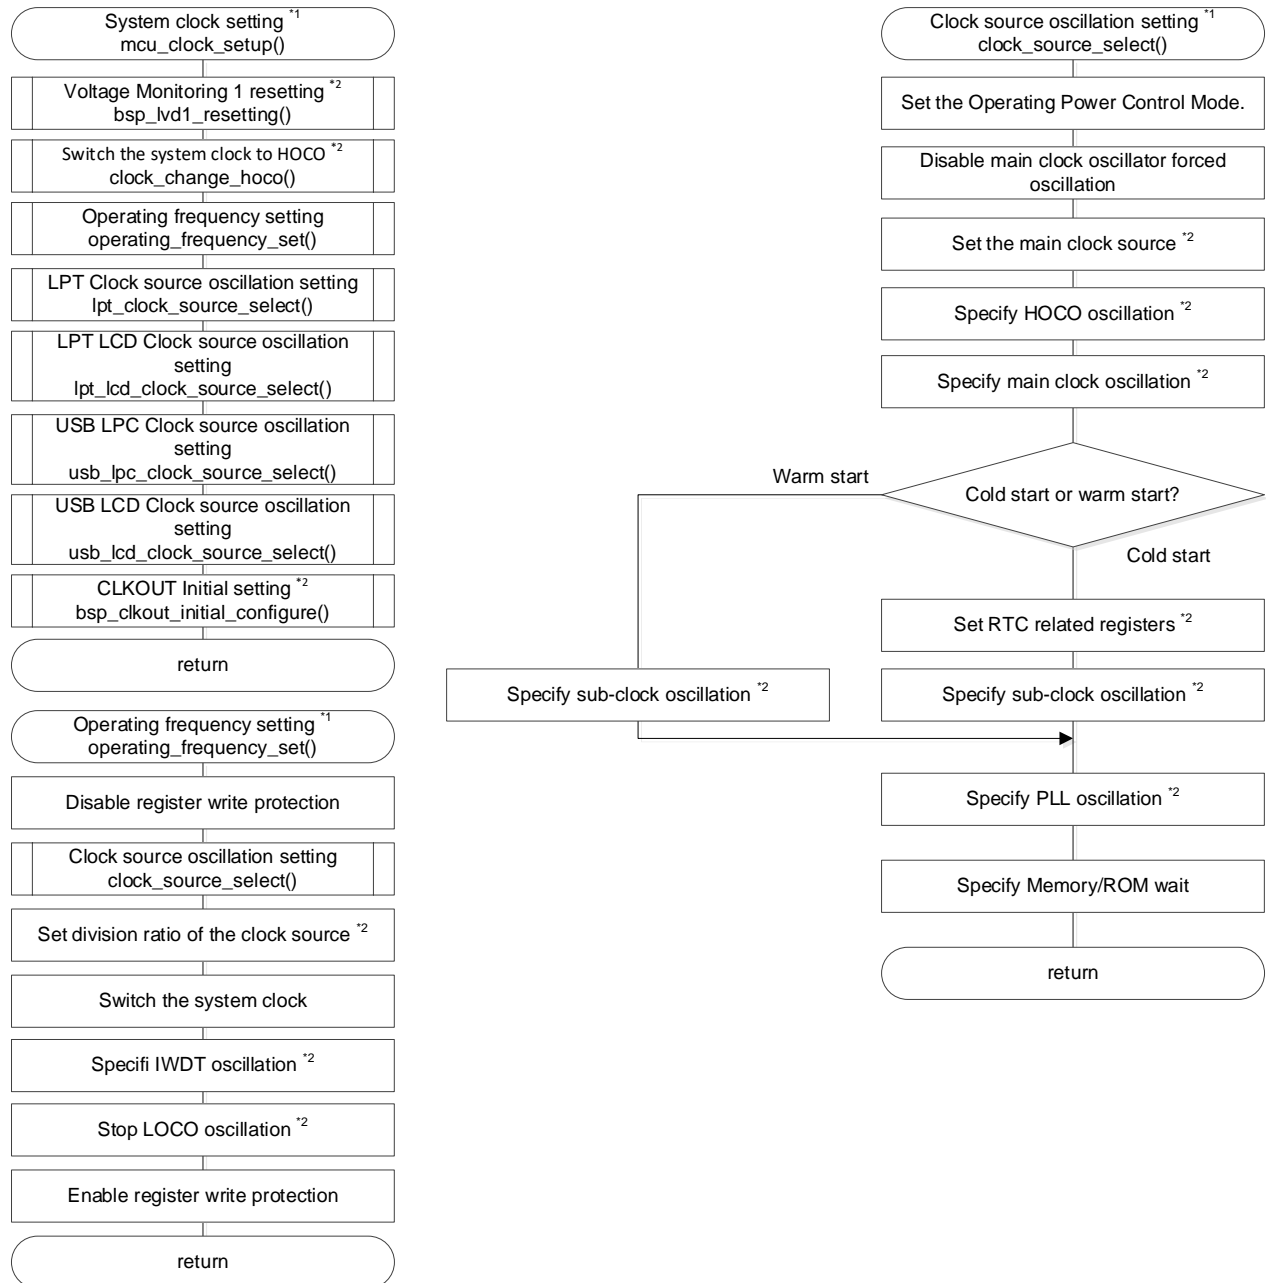 System clock setting *1
mcu_clock_setup()
Voltage Monitoring 1 resetting *2
bsp_lvd1_resetting()
Switch the system clock to HOCO *2
clock_change_hoco()
Operating frequency setting
operating_frequency_set()
LPT Clock source oscillation setting
lpt_clock_source_select()
LPT LCD Clock source oscillation
setting
lpt_lcd_clock_source_select()
USB LPC Clock source oscillation
setting
usb_lpc_clock_source_select()
USB LCD Clock source oscillation
setting
usb_lcd_clock_source_select()
CLKOUT Initial setting *2
bsp_clkout_initial_configure()
return
Operating frequency setting *1
operating_frequency_set()
Disable register write protection
Clock source oscillation setting
clock_source_select()
Set division ratio of the clock source *2
Switch the system clock
Specifi IWDT oscillation *2
Stop LOCO oscillation *2
Enable register write protection
return
Clock source oscillation setting *1
clock_source_select()
Set the Operating Power Control Mode.
Disable main clock oscillator forced
oscillation
Set the main clock source *2
Specify HOCO oscillation *2
Specify main clock oscillation *2
Cold start or warm start?
Warm start
Cold start
Set RTC related registers *2
Specify sub-clock oscillation *2
Specify sub-clock oscillation *2
Specify PLL oscillation *2
Specify Memory/ROM wait
return